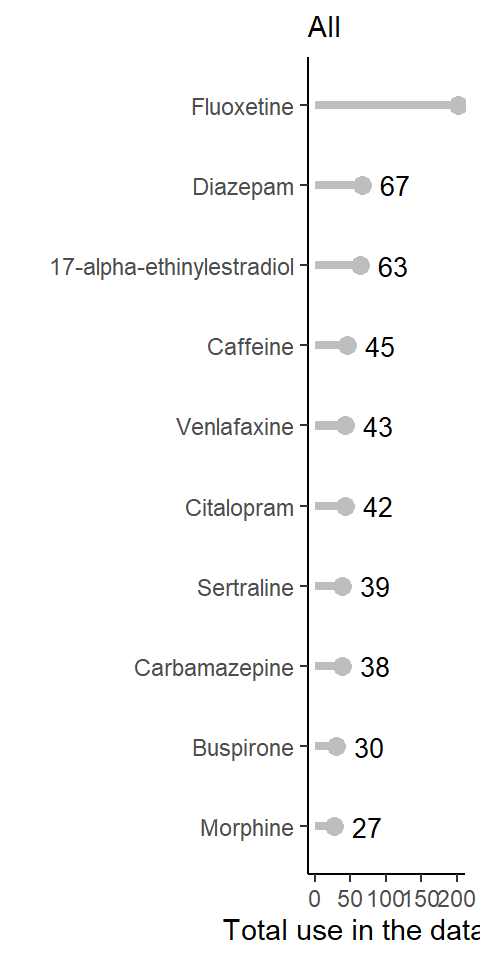 All
Fluoxetine
Diazepam 67
17-alpha-ethinylestradiol 63
Caffeine 45
Venlafaxine 43
Citalopram 42
Sertraline 39
Carbamazepine 38
Buspirone 30
Morphine 27
0 50 100 150 200
Total use in the data